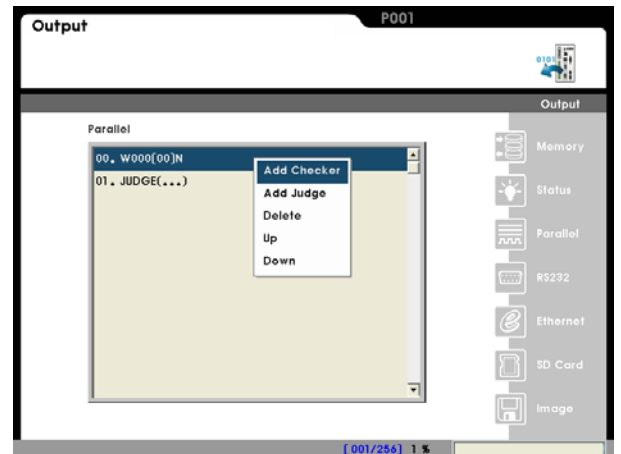 Output
P001
0101
Output
Parallel
00. W000[00]N
01. JUDGE(...)
Add Checker
Add Judge
Delete
Up
Down
Memory
Status
Parallel
RS232
Ethernet
SD Card
Image
[001/256] 1 %